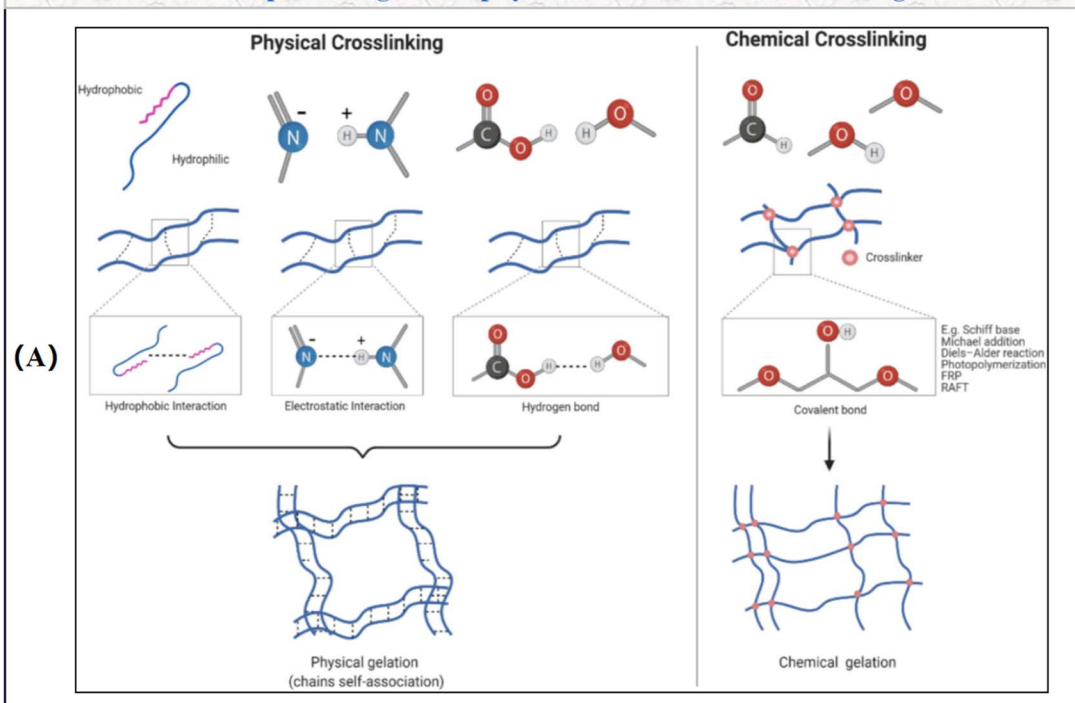 Physical Crosslinking
Chemical Crosslinking
Hydrophobic
Hydrophilic
N - + H N
C O O H H O
C O H O H O
Crosslinker
(A)
N - + H N
C O O H H O
O H O O
E.g. Schiff base
Michael addition
Diels–Alder reaction
Photopolymerization
FRP
RAFT
Hydrophobic Interaction
Electrostatic Interaction
Hydrogen bond
Covalent bond
Physical gelation
(chains self-association)
Chemical gelation